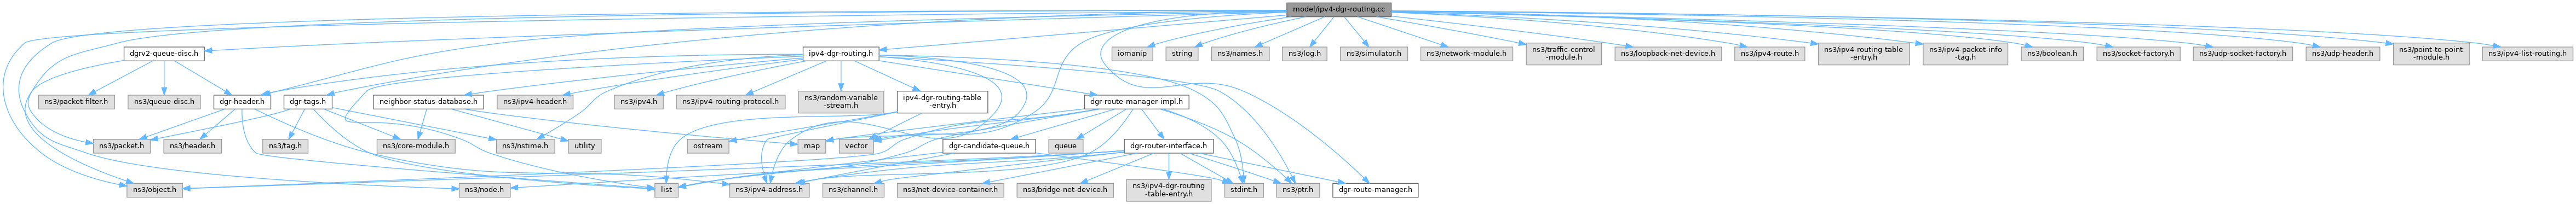 model/ipv4-dgr-routing.cc
dgrv2-queue-disc.h
ipv4-dgr-routing.h
iomanip
string
ns3/names.h
ns3/log.h
ns3/simulator.h
ns3/network-module.h
ns3/traffic-control
-module.h
ns3/loopback-net-device.h
ns3/ipv4-route.h
ns3/ipv4-routing-table
-entry.h
ns3/ipv4-packet-info
-tag.h
ns3/boolean.h
ns3/socket-factory.h
ns3/udp-socket-factory.h
ns3/udp-header.h
ns3/point-to-point
-module.h
ns3/ipv4-list-routing.h
ns3/packet-filter.h
ns3/queue-disc.h
dgr-header.h
dgr-tags.h
neighbor-status-database.h
ns3/ipv4-header.h
ns3/ipv4.h
ns3/ipv4-routing-protocol.h
ns3/random-variable
-stream.h
ipv4-dgr-routing-table
-entry.h
dgr-route-manager-impl.h
ns3/packet.h
ns3/header.h
ns3/tag.h
ns3/core-module.h
ns3/nstime.h
utility
ostream
map
vector
dgr-candidate-queue.h
queue
dgr-router-interface.h
ns3/object.h
ns3/node.h
list
ns3/ipv4-address.h
ns3/channel.h
ns3/net-device-container.h
ns3/bridge-net-device.h
ns3/ipv4-dgr-routing
-table-entry.h
stdint.h
ns3/ptr.h
dgr-route-manager.h